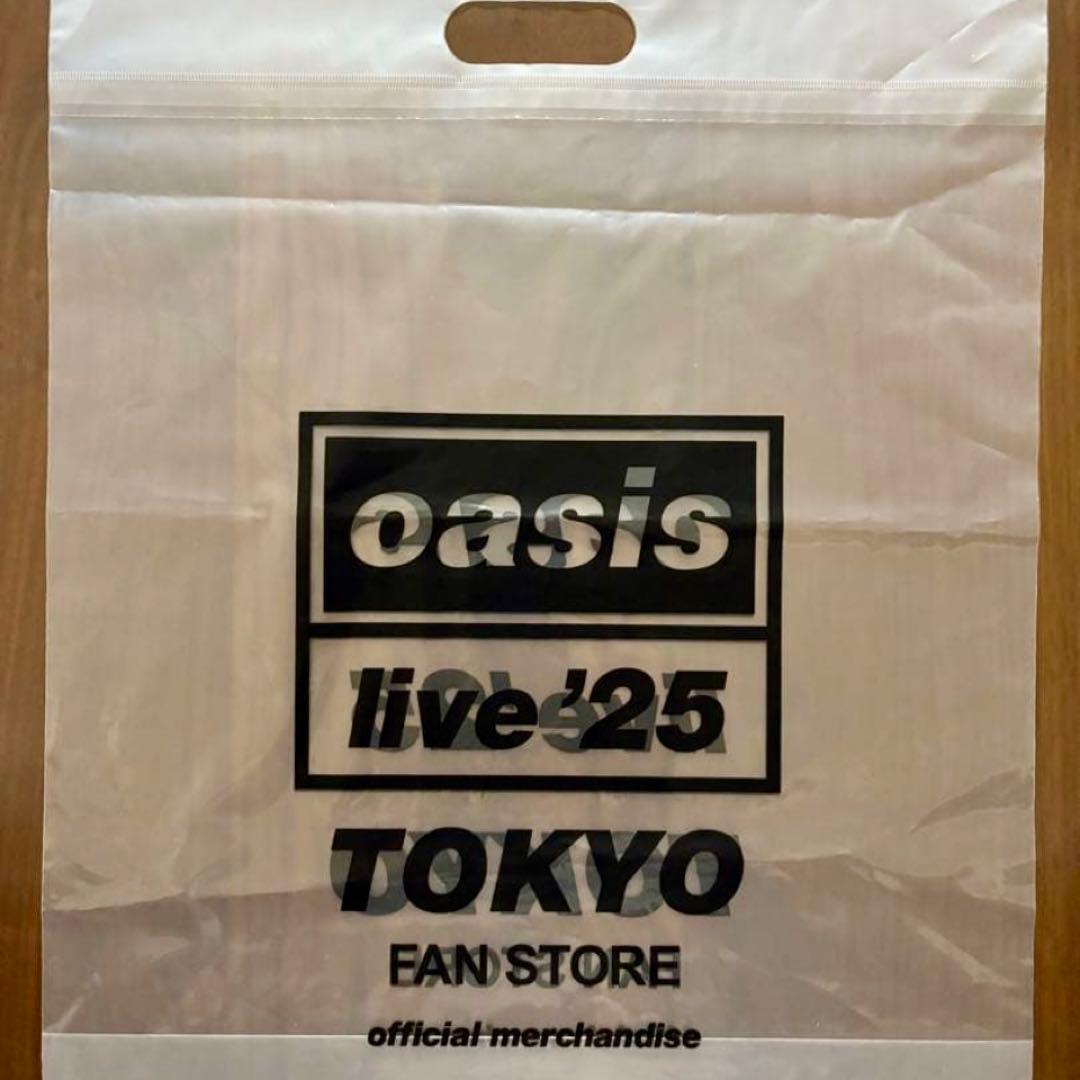 oasis
live ’25
TOKYO
FAN STORE
official merchandise